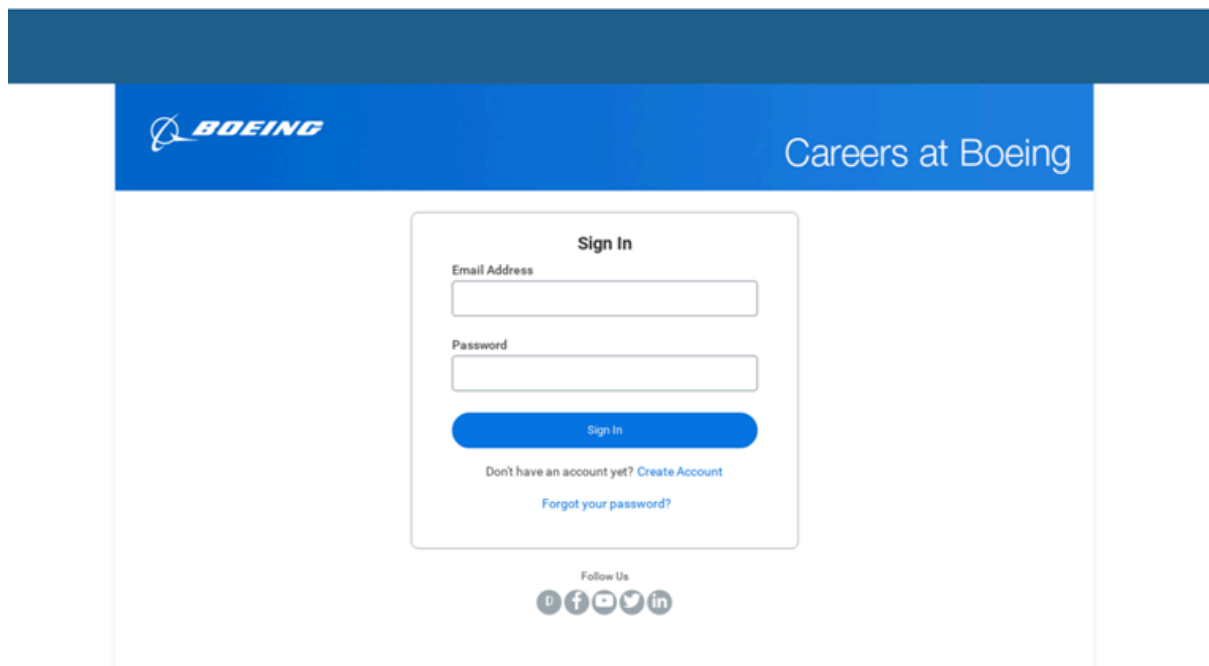 BOEING
Careers at Boeing
Sign In
Email Address
Password
Sign In
Don't have an account yet? Create Account
Forgot your password?
Follow Us